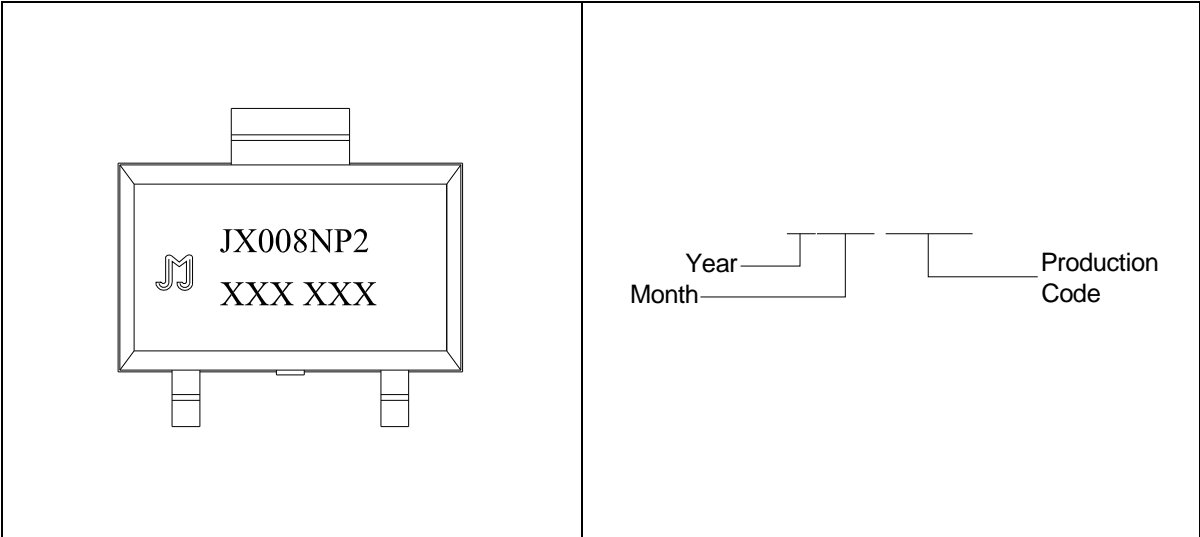 JX008NP2
XXX XXX
Year
Month
Production
Code